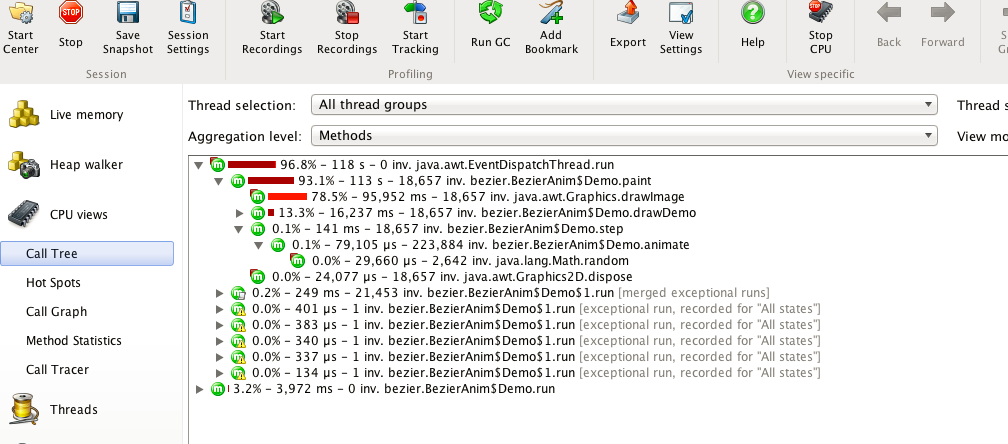 Start Center
Stop
Save Snapshot
Session Settings
Start Recordings
Stop Recordings
Start Tracking
Run GC
Add Bookmark
Export
View Settings
Help
Stop CPU
Back
Forward
Session
Profiling
View specific
Live memory
Heap walker
CPU views
Call Tree
Hot Spots
Call Graph
Method Statistics
Call Tracer
Threads
Thread selection: All thread groups Thread s
Aggregation level: Methods View mo
96.8% – 118 s – 0 inv. java.awt.EventDispatchThread.run
93.1% – 113 s – 18,657 inv. bezier.BezierAnim$Demo.paint
78.5% – 95,952 ms – 18,657 inv. java.awt.Graphics.drawImage
13.3% – 16,237 ms – 18,657 inv. bezier.BezierAnim$Demo.drawDemo
0.1% – 141 ms – 18,657 inv. bezier.BezierAnim$Demo.step
0.1% – 79,105 µs – 223,884 inv. bezier.BezierAnim$Demo.animate
0.0% – 29,660 µs – 2,642 inv. java.lang.Math.random
0.0% – 24,077 µs – 18,657 inv. java.awt.Graphics2D.dispose
0.2% – 249 ms – 21,453 inv. bezier.BezierAnim$Demo$1.run [merged exceptional runs]
0.0% – 401 µs – 1 inv. bezier.BezierAnim$Demo$1.run [exceptional run, recorded for "All states"]
0.0% – 383 µs – 1 inv. bezier.BezierAnim$Demo$1.run [exceptional run, recorded for "All states"]
0.0% – 340 µs – 1 inv. bezier.BezierAnim$Demo$1.run [exceptional run, recorded for "All states"]
0.0% – 337 µs – 1 inv. bezier.BezierAnim$Demo$1.run [exceptional run, recorded for "All states"]
0.0% – 134 µs – 1 inv. bezier.BezierAnim$Demo$1.run [exceptional run, recorded for "All states"]
3.2% – 3,972 ms – 0 inv. bezier.BezierAnim$Demo.run